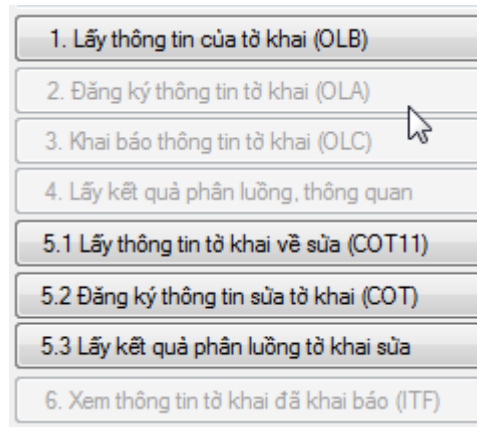 1. Lấy thông tin của tờ khai (OLB)
2. Đăng ký thông tin tờ khai (OLA)
3. Khai báo thông tin tờ khai (OLC)
4. Lấy kết quả phân luồng, thông quan
5.1 Lấy thông tin tờ khai về sửa (COT11)
5.2 Đăng ký thông tin sửa tờ khai (COT)
5.3 Lấy kết quả phân luồng tờ khai sửa
6. Xem thông tin tờ khai đã khai báo (ITF)